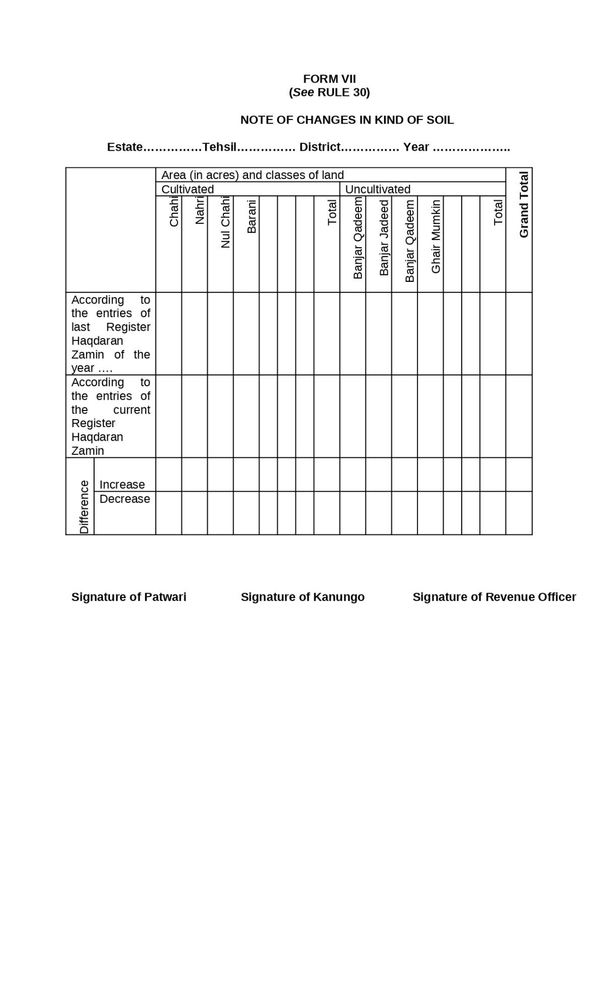 FORM VII
(See RULE 30)
NOTE OF CHANGES IN KIND OF SOIL
Estate……………Tehsil…………… District…………… Year ………………..
Area (in acres) and classes of land
Grand Total
Cultivated
Uncultivated
Chahi
Nahri
Nul Chahi
Barani
Total
Banjar Qadeem
Banjar Jadeed
Banjar Qadeem
Ghair Mumkin
Total
According to
the entries of
last Register
Haqdaran
Zamin of the
year ….
According to
the entries of
the current
Register
Haqdaran
Zamin
Difference
Increase
Decrease
Signature of Patwari
Signature of Kanungo
Signature of Revenue Officer